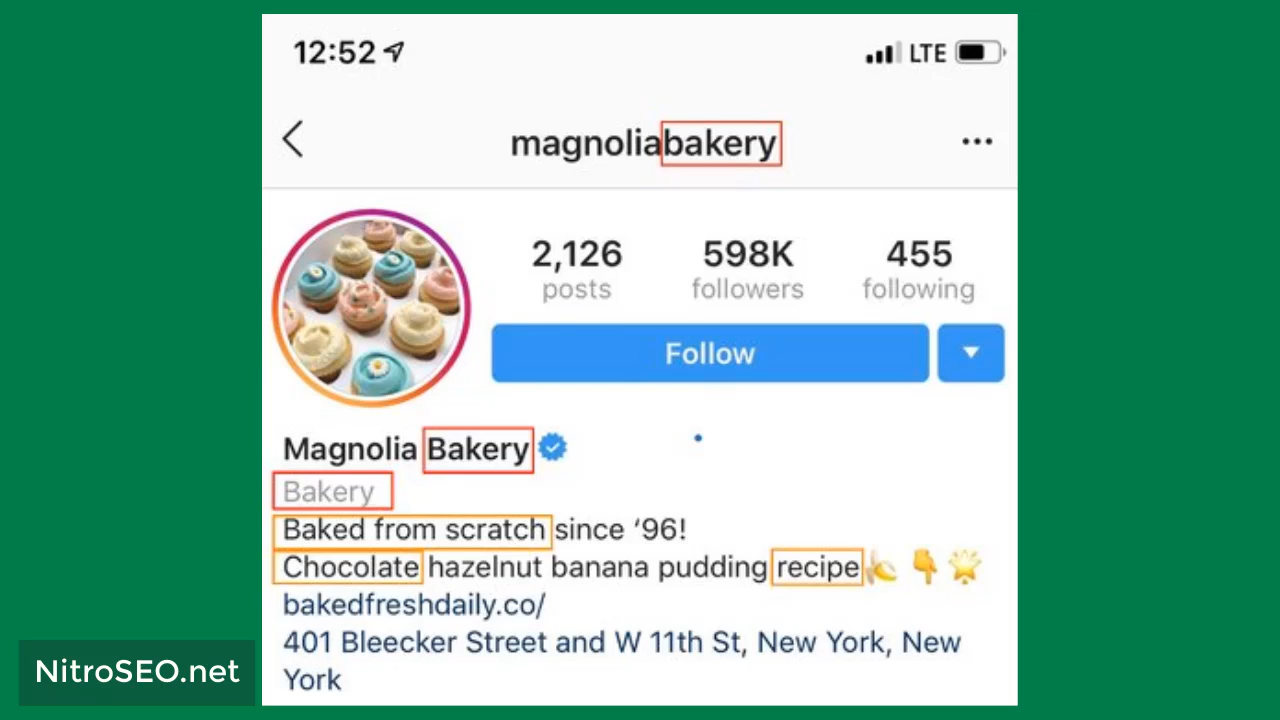 12:52
LTE
magnoliabakery
2,126 598K 455
posts followers following
Follow
Magnolia Bakery
Bakery
Baked from scratch since ‘96!
Chocolate hazelnut banana pudding recipe🍌👇🌟
bakedfreshdaily.co/
401 Bleecker Street and W 11th St, New York, New
York
NitroSEO.net